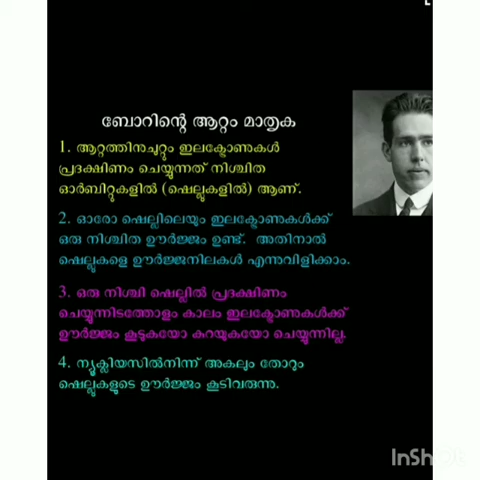 ബോറിന്റെ ആറ്റം മാതൃക
1. ആറ്റത്തിനുചുറ്റും ഇലക്ട്രോണുകൾ
പ്രദക്ഷിണം ചെയ്യുന്നത് നിശ്ചിത
ഓർബിറ്റുകളിൽ (ഷെല്ലുകളിൽ) ആണ്.
2. ഓരോ ഷെല്ലിലെയും ഇലക്ട്രോണുകൾക്ക്
ഒരു നിശ്ചിത ഊർജ്ജം ഉണ്ട്. അതിനാൽ
ഷെല്ലുകളെ ഊർജ്ജനിലകൾ എന്നുവിളിക്കാം.
3. ഒരു നിശ്ചി ഷെല്ലിൽ പ്രദക്ഷിണം
ചെയ്യുന്നിടത്തോളം കാലം ഇലക്ട്രോണുകൾക്ക്
ഊർജ്ജം കൂടുകയോ കുറയുകയോ ചെയ്യുന്നില്ല.
4. ന്യൂക്ലിയസിൽനിന്ന് അകലും തോറും
ഷെല്ലുകളുടെ ഊർജ്ജം കൂടിവരുന്നു.
InShOt